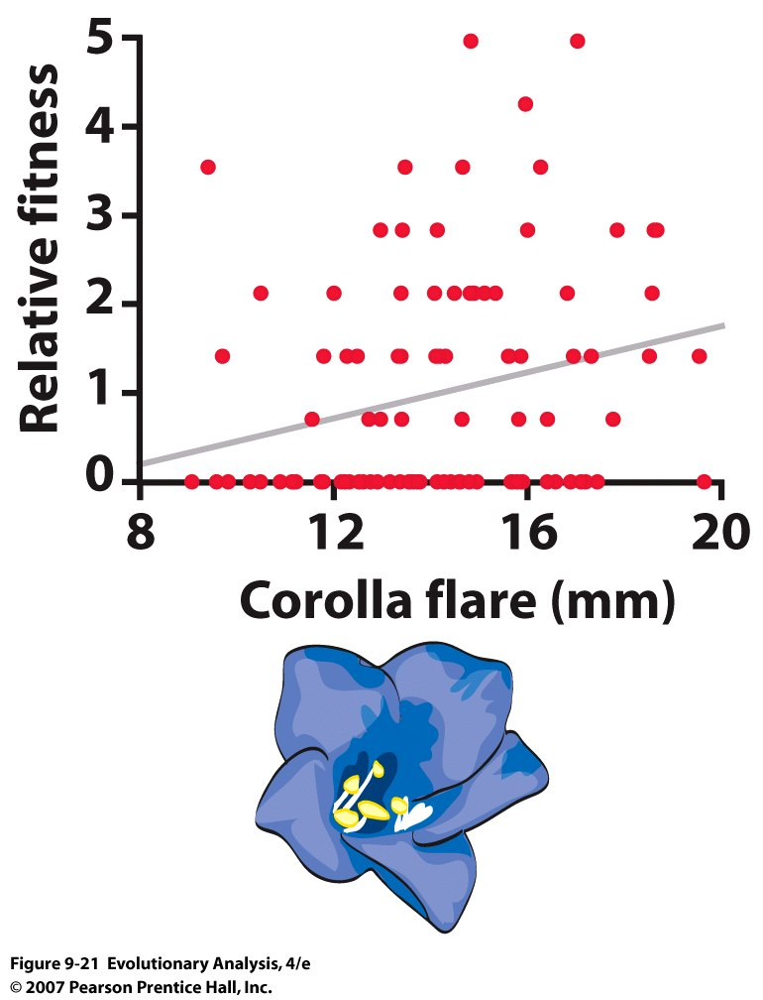 Relative fitness
5
4
3
2
1
0
8 12 16 20
Corolla flare (mm)
Figure 9-21 Evolutionary Analysis, 4/e
© 2007 Pearson Prentice Hall, Inc.